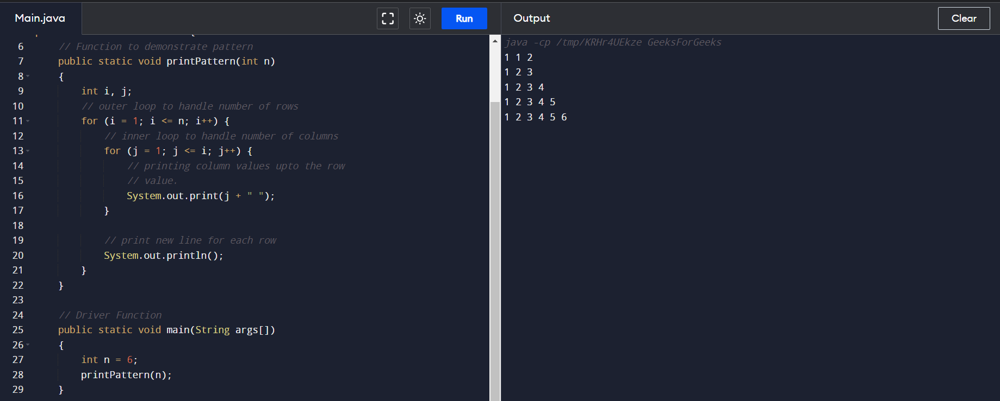 Main.java
Run
Output
Clear
6 // Function to demonstrate pattern
7 public static void printPattern(int n)
8 {
9 int i, j;
10 // outer loop to handle number of rows
11 for (i = 1; i <= n; i++) {
12 // inner loop to handle number of columns
13 for (j = 1; j <= i; j++) {
14 // printing column values upto the row
15 // value.
16 System.out.print(j + " ");
17 }
18
19 // print new line for each row
20 System.out.println();
21 }
22 }
23
24 // Driver Function
25 public static void main(String args[])
26 {
27 int n = 6;
28 printPattern(n);
29 }
java -cp /tmp/KRHr4UEkze GeeksForGeeks
1 1 2
1 2 3
1 2 3 4
1 2 3 4 5
1 2 3 4 5 6